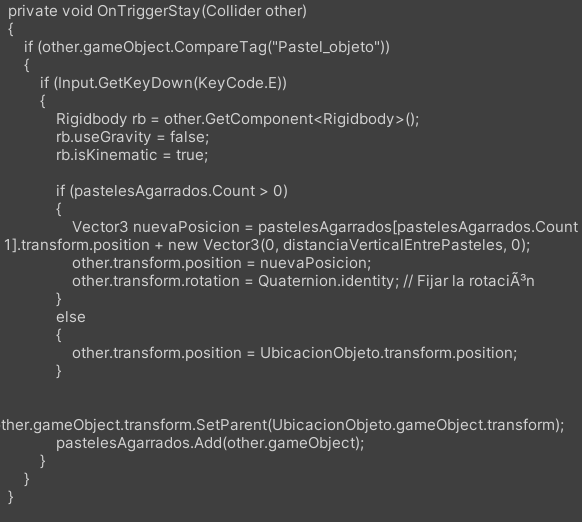 private void OnTriggerStay(Collider other)
{
if (other.gameObject.CompareTag("Pastel_objeto"))
{
if (Input.GetKeyDown(KeyCode.E))
{
Rigidbody rb = other.GetComponent<Rigidbody>();
rb.useGravity = false;
rb.isKinematic = true;
if (pastelesAgarrados.Count > 0)
{
Vector3 nuevaPosicion = pastelesAgarrados[pastelesAgarrados.Count
1].transform.position + new Vector3(0, distanciaVerticalEntrePasteles, 0);
other.transform.position = nuevaPosicion;
other.transform.rotation = Quaternion.identity; // Fijar la rotaciÃ³n
}
else
{
other.transform.position = UbicacionObjeto.transform.position;
}
ther.gameObject.transform.SetParent(UbicacionObjeto.gameObject.transform);
pastelesAgarrados.Add(other.gameObject);
}
}
}